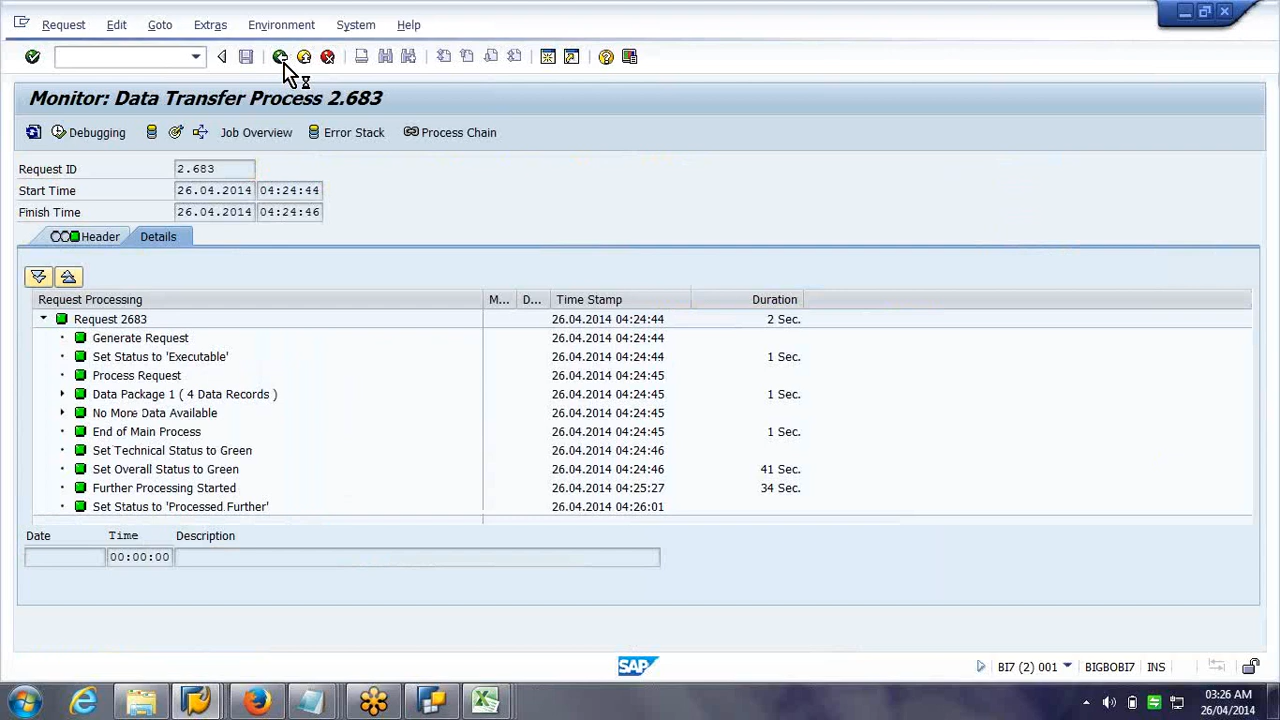 Request Edit Goto Extras Environment System Help
Monitor: Data Transfer Process 2.683
Debugging Job Overview Error Stack Process Chain
Request ID 2.683
Start Time 26.04.2014 04:24:44
Finish Time 26.04.2014 04:24:46
Header Details
Request Processing M... D... Time Stamp Duration
Request 2683 26.04.2014 04:24:44 2 Sec.
Generate Request 26.04.2014 04:24:44
Set Status to 'Executable' 26.04.2014 04:24:44 1 Sec.
Process Request 26.04.2014 04:24:45
Data Package 1 ( 4 Data Records ) 26.04.2014 04:24:45 1 Sec.
No More Data Available 26.04.2014 04:24:45
End of Main Process 26.04.2014 04:24:45 1 Sec.
Set Technical Status to Green 26.04.2014 04:24:46
Set Overall Status to Green 26.04.2014 04:24:46 41 Sec.
Further Processing Started 26.04.2014 04:25:27 34 Sec.
Set Status to 'Processed Further' 26.04.2014 04:26:01
Date Time Description
00:00:00
SAP BI7 (2) 001 BIGBOBI7 INS
03:26 AM
26/04/2014